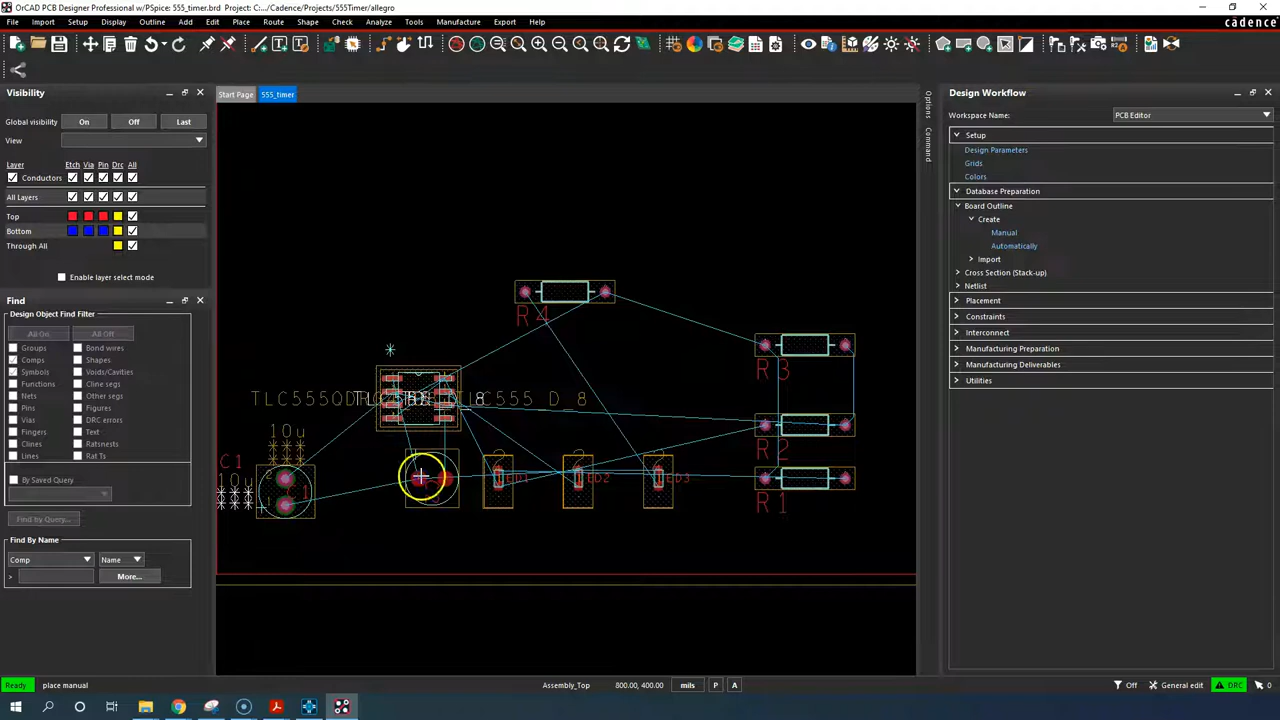 OrCAD PCB Designer Professional w/PSpice: 555_timer.brd Project: C:.../Cadence/Projects/555Timer/allegro
File Import Setup Display Outline Add Edit Place Route Shape Check Analyze Tools Manufacture Export Help
cadence
Visibility
Global visibility On Off Last
View
Layer Etch Via Pin Drc All
Conductors
All Layers
Top
Bottom
Through All
Enable layer select mode
Find
Design Object Find Filter
All On All Off
Groups Bond wires
Comps Shapes
Symbols Voids/Cavities
Functions Cline segs
Nets Other segs
Pins Figures
Vias DRC errors
Fingers Text
Clines Ratsnests
Lines Rat Ts
By Saved Query
Find by Query...
Find By Name
Comp Name
> More...
Start Page 555_timer
R4
R3
R2
R1
10u
C1
10u
Options
Command
Design Workflow
Workspace Name: PCB Editor
Setup
Design Parameters
Grids
Colors
Database Preparation
Board Outline
Create
Manual
Automatically
Import
Cross Section (Stack-up)
Netlist
Placement
Constraints
Interconnect
Manufacturing Preparation
Manufacturing Deliverables
Utilities
Ready place manual Assembly_Top 800.00, 400.00 mils P A Off General edit DRC 0